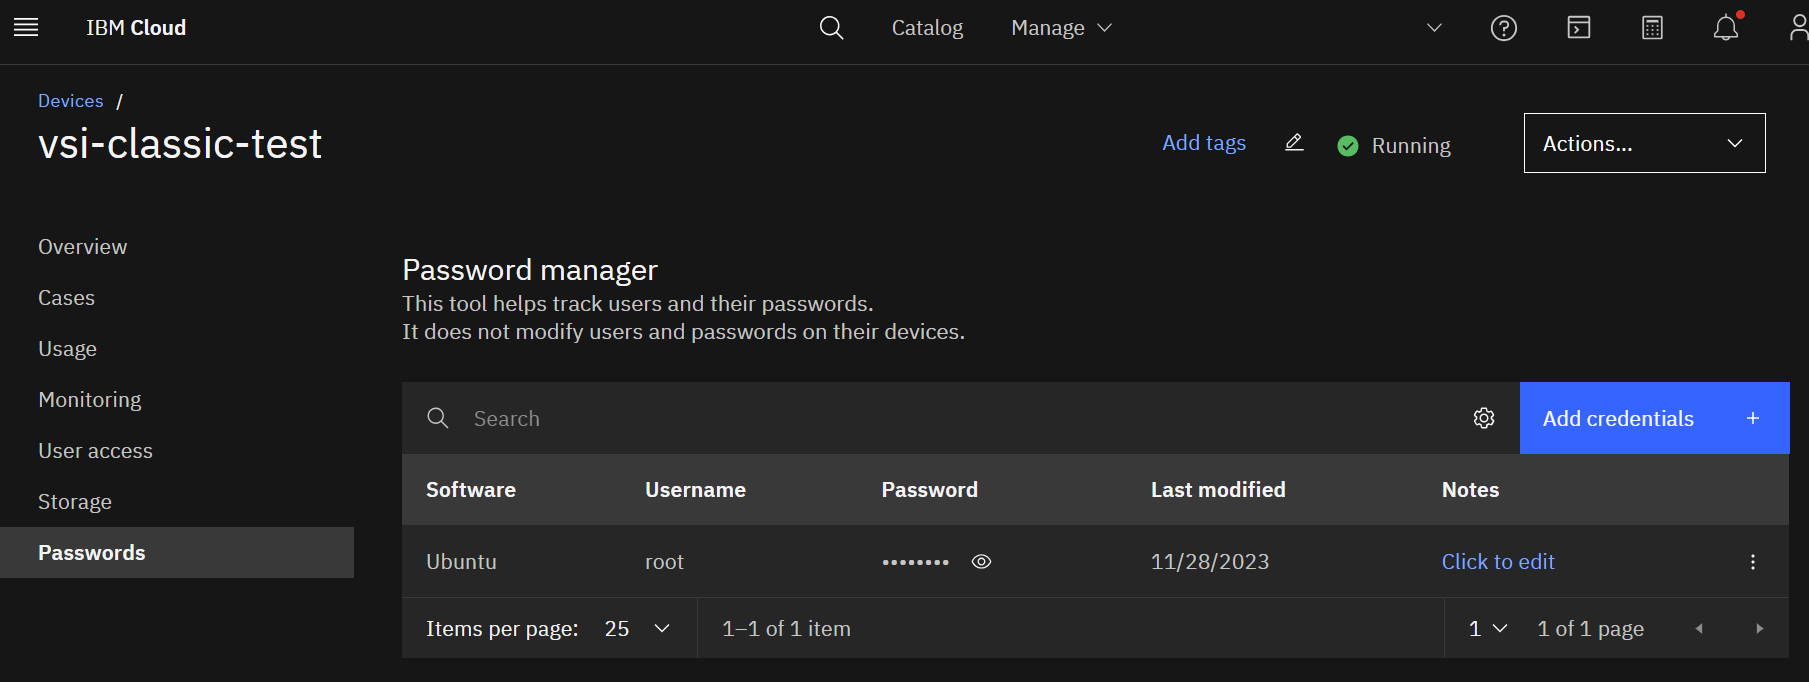 IBM Cloud
Catalog
Manage
Devices /
vsi-classic-test
Add tags
Running
Actions...
Overview
Cases
Usage
Monitoring
User access
Storage
Passwords
Password manager
This tool helps track users and their passwords.
It does not modify users and passwords on their devices.
Search
Add credentials +
Software Username Password Last modified Notes
Ubuntu root •••••••• 11/28/2023 Click to edit
Items per page: 25 1–1 of 1 item 1 1 of 1 page